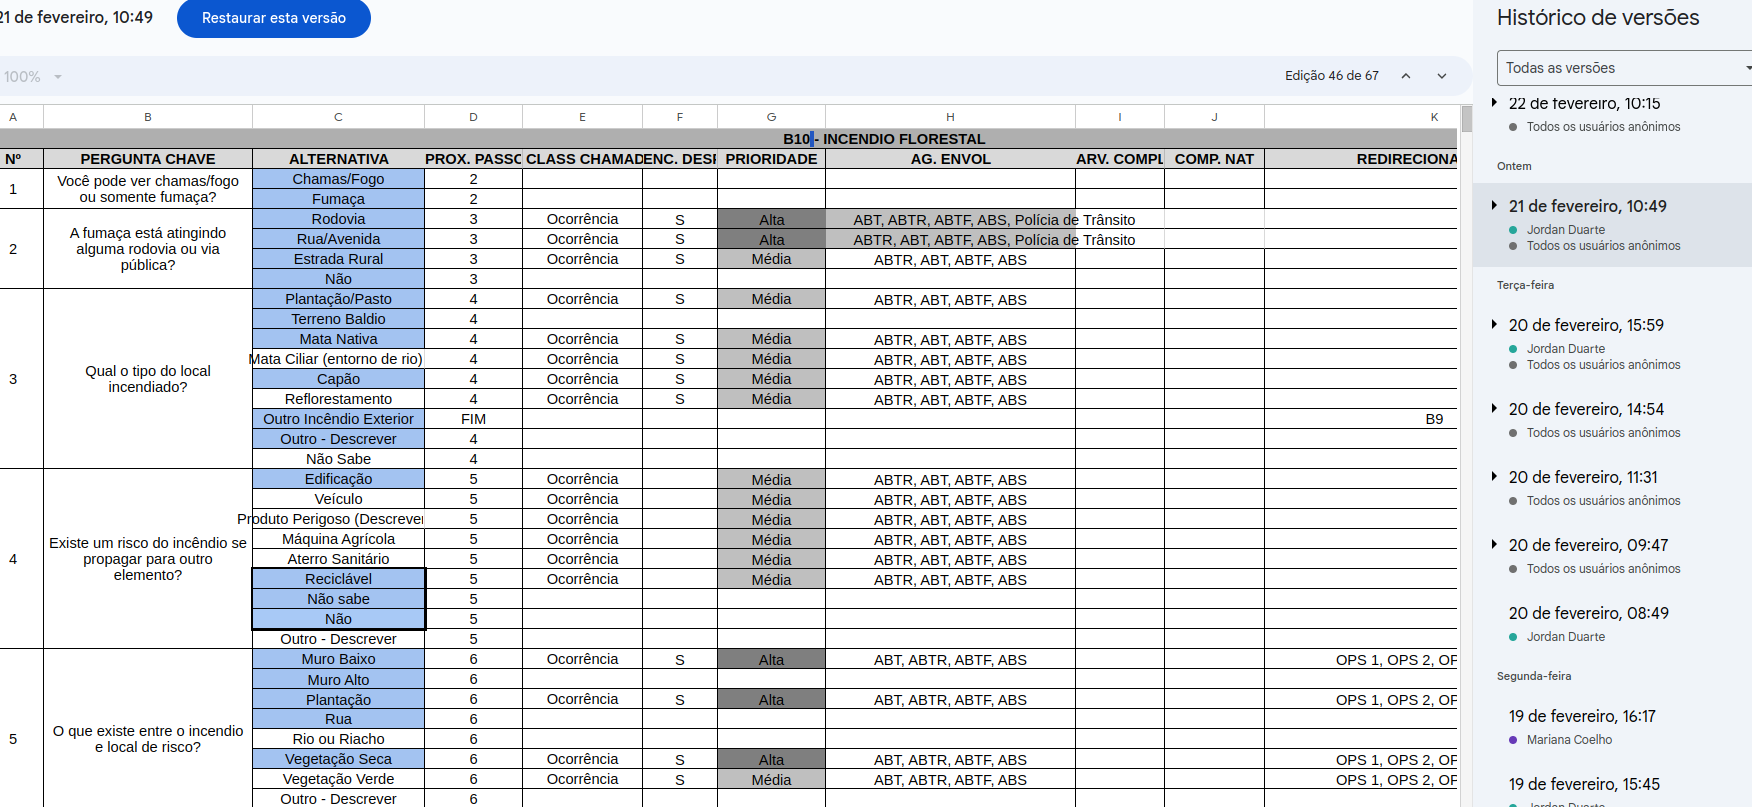 21 de fevereiro, 10:49
Restaurar esta versão
100%
Edição 46 de 67
A B C D E F G H I J K
B10 - INCENDIO FLORESTAL
Nº PERGUNTA CHAVE ALTERNATIVA PROX. PASSO CLASS CHAMAD ENC. DESP PRIORIDADE AG. ENVOL ARV. COMPL COMP. NAT REDIRECIONA
1
Você pode ver chamas/fogo
ou somente fumaça?
Chamas/Fogo 2
Fumaça 2
2
A fumaça está atingindo
alguma rodovia ou via
pública?
Rodovia 3 Ocorrência S Alta ABT, ABTR, ABTF, ABS, Polícia de Trânsito
Rua/Avenida 3 Ocorrência S Alta ABTR, ABT, ABTF, ABS, Polícia de Trânsito
Estrada Rural 3 Ocorrência S Média ABTR, ABT, ABTF, ABS
Não 3
3
Qual o tipo do local
incendiado?
Plantação/Pasto 4 Ocorrência S Média ABTR, ABT, ABTF, ABS
Terreno Baldio 4
Mata Nativa 4 Ocorrência S Média ABTR, ABT, ABTF, ABS
Mata Ciliar (entorno de rio) 4 Ocorrência S Média ABTR, ABT, ABTF, ABS
Capão 4 Ocorrência S Média ABTR, ABT, ABTF, ABS
Reflorestamento 4 Ocorrência S Média ABTR, ABT, ABTF, ABS
Outro Incêndio Exterior FIM B9
Outro - Descrever 4
Não Sabe 4
4
Existe um risco do incêndio se
propagar para outro
elemento?
Edificação 5 Ocorrência Média ABTR, ABT, ABTF, ABS
Veículo 5 Ocorrência Média ABTR, ABT, ABTF, ABS
Produto Perigoso (Descrever 5 Ocorrência Média ABTR, ABT, ABTF, ABS
Máquina Agrícola 5 Ocorrência Média ABTR, ABT, ABTF, ABS
Aterro Sanitário 5 Ocorrência Média ABTR, ABT, ABTF, ABS
Reciclável 5 Ocorrência Média ABTR, ABT, ABTF, ABS
Não sabe 5
Não 5
Outro - Descrever 5
5
O que existe entre o incendio
e local de risco?
Muro Baixo 6 Ocorrência S Alta ABT, ABTR, ABTF, ABS OPS 1, OPS 2, OP
Muro Alto 6
Plantação 6 Ocorrência S Alta ABT, ABTR, ABTF, ABS OPS 1, OPS 2, OP
Rua 6
Rio ou Riacho 6
Vegetação Seca 6 Ocorrência S Alta ABT, ABTR, ABTF, ABS OPS 1, OPS 2, OP
Vegetação Verde 6 Ocorrência S Média ABT, ABTR, ABTF, ABS OPS 1, OPS 2, OP
Outro - Descrever 6
Histórico de versões
Todas as versões
22 de fevereiro, 10:15
Todos os usuários anônimos
Ontem
21 de fevereiro, 10:49
Jordan Duarte
Todos os usuários anônimos
Terça-feira
20 de fevereiro, 15:59
Jordan Duarte
Todos os usuários anônimos
20 de fevereiro, 14:54
Todos os usuários anônimos
20 de fevereiro, 11:31
Todos os usuários anônimos
20 de fevereiro, 09:47
Todos os usuários anônimos
20 de fevereiro, 08:49
Jordan Duarte
Segunda-feira
19 de fevereiro, 16:17
Mariana Coelho
19 de fevereiro, 15:45
Jordan Duarte